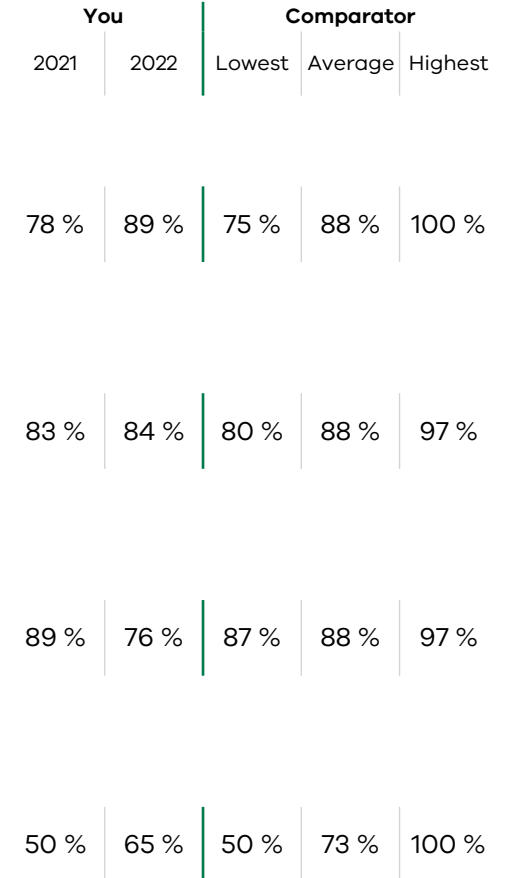 You Comparator
2021 2022 Lowest Average Highest
78 % 89 % 75 % 88 % 100 %
83 % 84 % 80 % 88 % 97 %
89 % 76 % 87 % 88 % 97 %
50 % 65 % 50 % 73 % 100 %